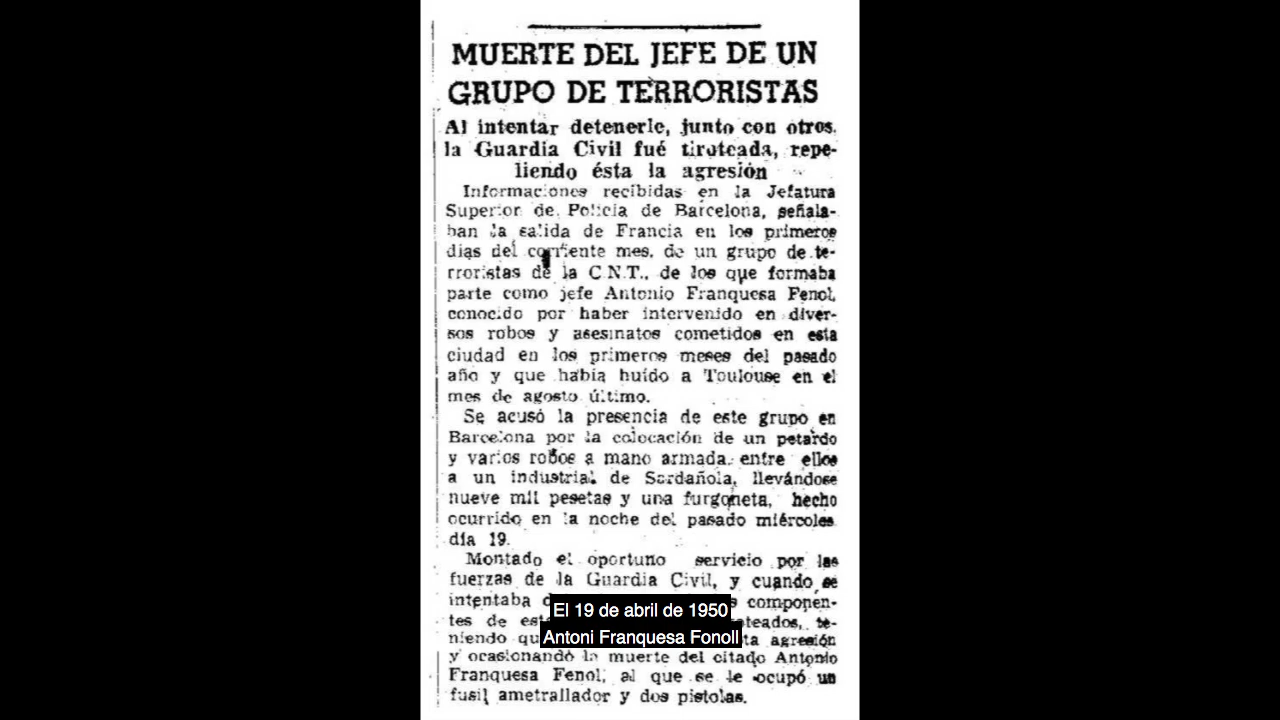 MUERTE DEL JEFE DE UN
GRUPO DE TERRORISTAS
Al intentar detenerle, junto con otros,
la Guardia Civil fué tiroteada, repe-
liendo ésta la agresión
Informaciones recibidas en la Jefatura
Superior de Policía de Barcelona, señala-
ban la salida de Francia en los primeros
días del corriente mes, de un grupo de te-
rroristas de la C.N.T., de los que formaba
parte como jefe Antonio Franquesa Fenol,
conocido por haber intervenido en diver-
sos robos y asesinatos cometidos en esta
ciudad en los primeros meses del pasado
año y que había huído a Toulouse en el
mes de agosto último.
Se acusó la presencia de este grupo en
Barcelona por la colocación de un petardo
y varios robos a mano armada, entre ellos
a un industrial de Sardañola, llevándose
nueve mil pesetas y una furgoneta, hecho
ocurrido en la noche del pasado miércoles
día 19.
Montado el oportuno servicio por las
fuerzas de la Guardia Civil, y cuando se
intentaba componen-
tes de
niendo agresión
y ocasionando la muerte del citado Antonio
Franquesa Fenol, al que se le ocupó un
fusil ametrallador y dos pistolas.
El 19 de abril de 1950
Antoni Franquesa Fonoll